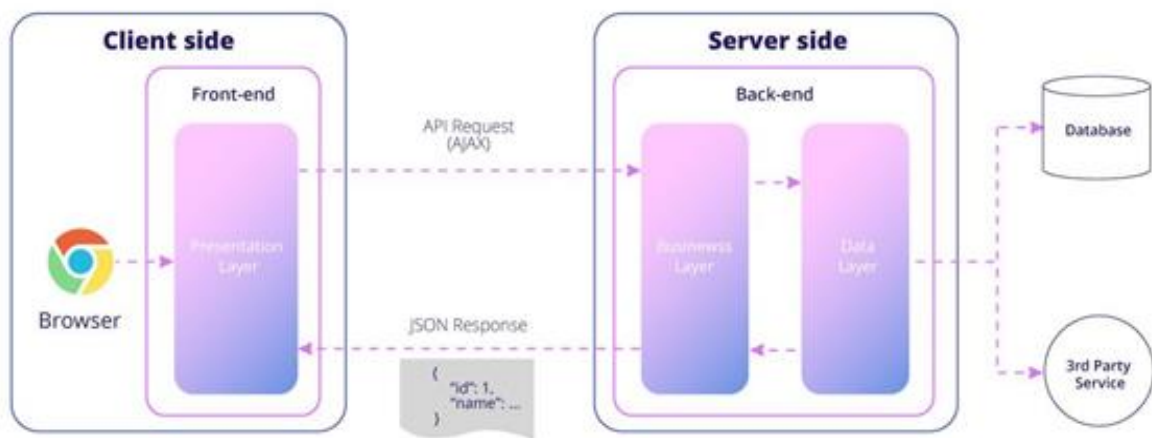 Client side
Server side
Front-end
Back-end
API Request
(AJAX)
Database
Presentation
Layer
Businewss
Layer
Data
Layer
Browser
JSON Response
{
"id": 1,
"name": ...
}
3rd Party
Service